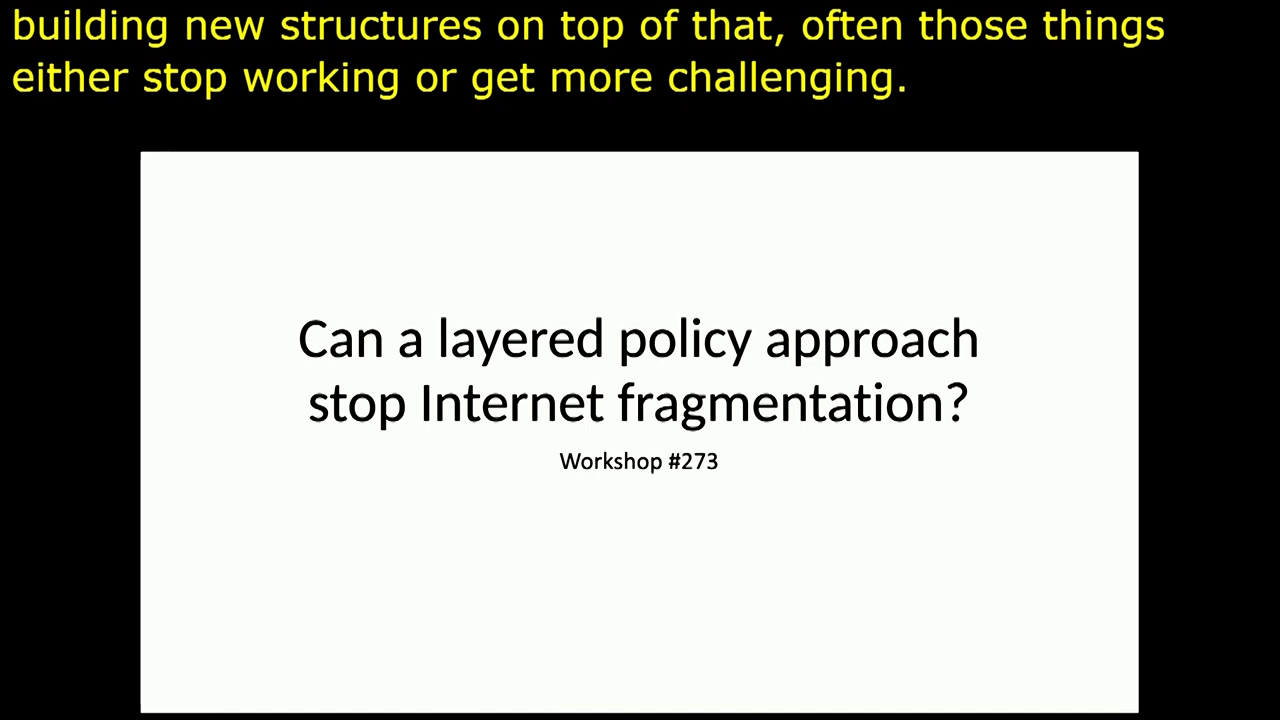 building new structures on top of that, often those things
either stop working or get more challenging.
Can a layered policy approach
stop Internet fragmentation?
Workshop #273